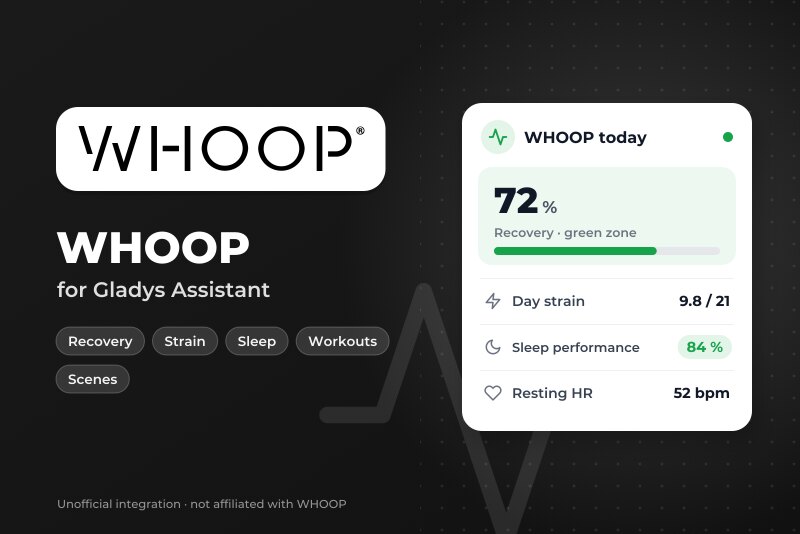 WHOOP®
WHOOP
for Gladys Assistant
Recovery
Strain
Sleep
Workouts
Scenes
Unofficial integration · not affiliated with WHOOP
WHOOP today
72 %
Recovery · green zone
Day strain 9.8 / 21
Sleep performance 84 %
Resting HR 52 bpm